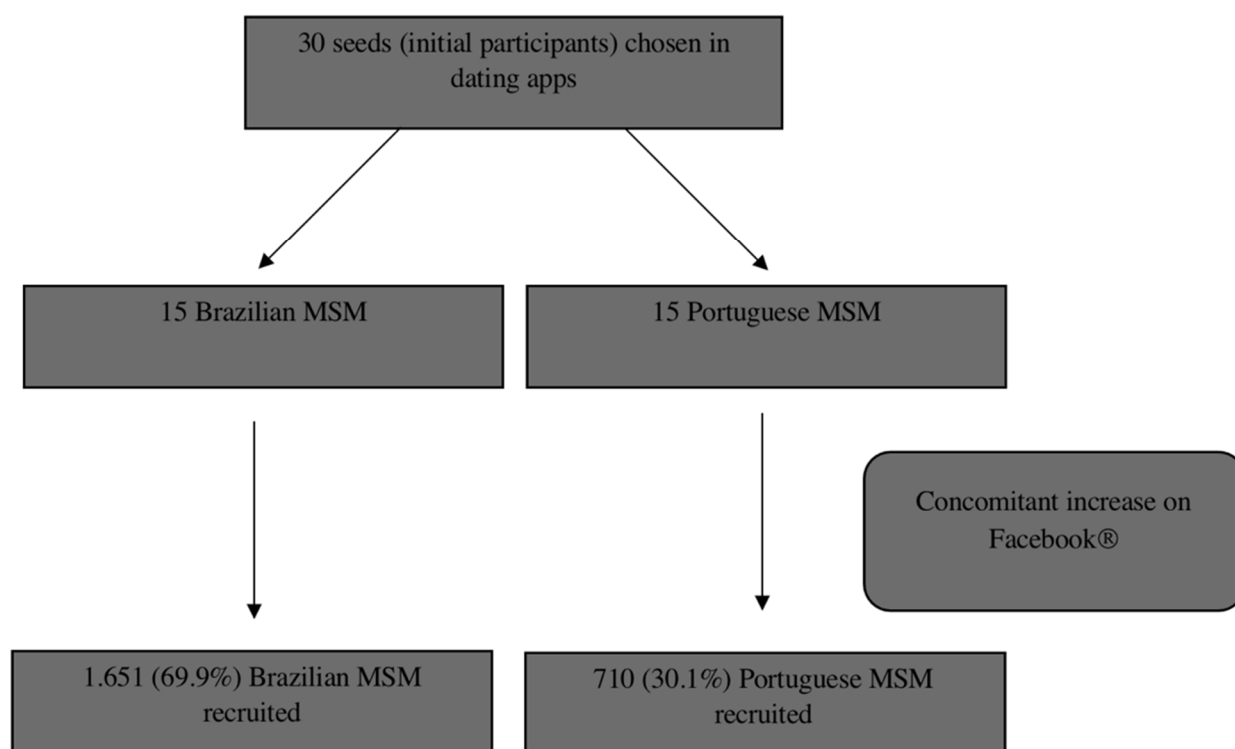 30 seeds (initial participants) chosen in
dating apps
15 Brazilian MSM
15 Portuguese MSM
Concomitant increase on
Facebook®
1.651 (69.9%) Brazilian MSM
recruited
710 (30.1%) Portuguese MSM
recruited